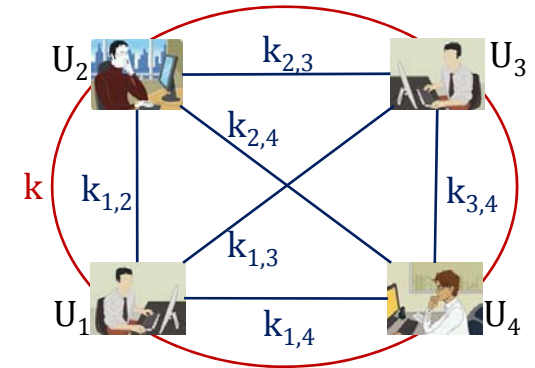 U₂
k₂,₃
U₃
k₂,₄
k
k₁,₂
k₃,₄
k₁,₃
U₁
k₁,₄
U₄